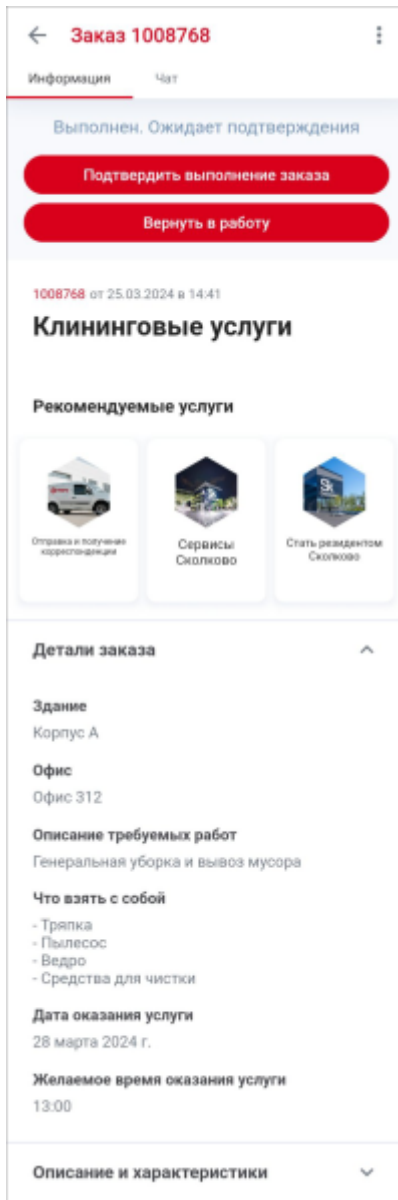 Заказ 1008768
Информация Чат
Выполнен. Ожидает подтверждения
Подтвердить выполнение заказа
Вернуть в работу
1008768 от 25.03.2024 в 14:41
Клининговые услуги
Рекомендуемые услуги
Отправка и получение
корреспонденции
Сервисы
Сколково
Sk
Стать резидентом
Сколково
Детали заказа
Здание
Корпус А
Офис
Офис 312
Описание требуемых работ
Генеральная уборка и вывоз мусора
Что взять с собой
- Тряпка
- Пылесос
- Ведро
- Средства для чистки
Дата оказания услуги
28 марта 2024 г.
Желаемое время оказания услуги
13:00
Описание и характеристики